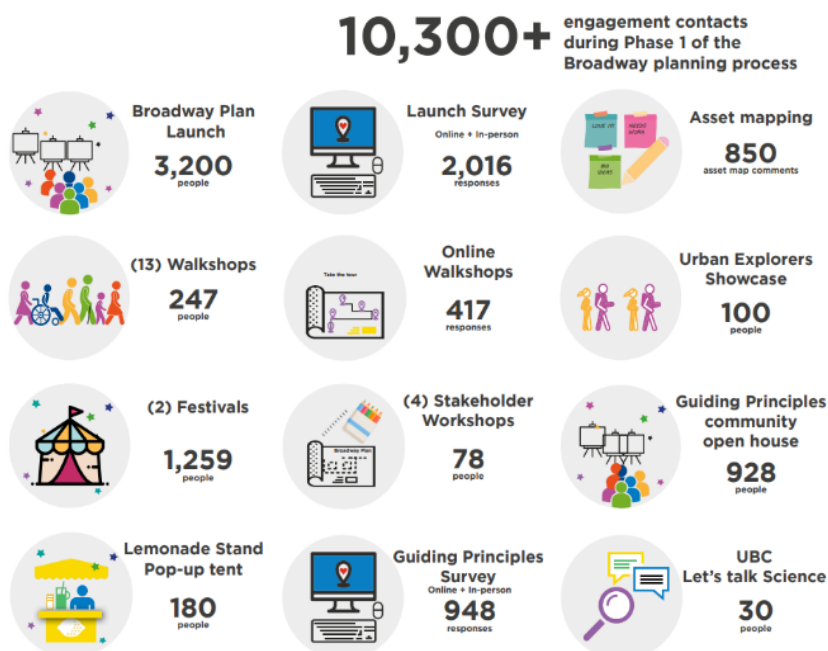 10,300+
engagement contacts
during Phase 1 of the
Broadway planning process
Broadway Plan
Launch
3,200
people
Launch Survey
Online + In-person
2,016
responses
Asset mapping
850
asset map comments
(13) Walkshops
247
people
Take the tour
Online
Walkshops
417
responses
Urban Explorers
Showcase
100
people
(2) Festivals
1,259
people
Broadway Plan
(4) Stakeholder
Workshops
78
people
Guiding Principles
community
open house
928
people
Lemonade Stand
Pop-up tent
180
people
Guiding Principles
Survey
Online + In-person
948
responses
UBC
Let's talk Science
30
people